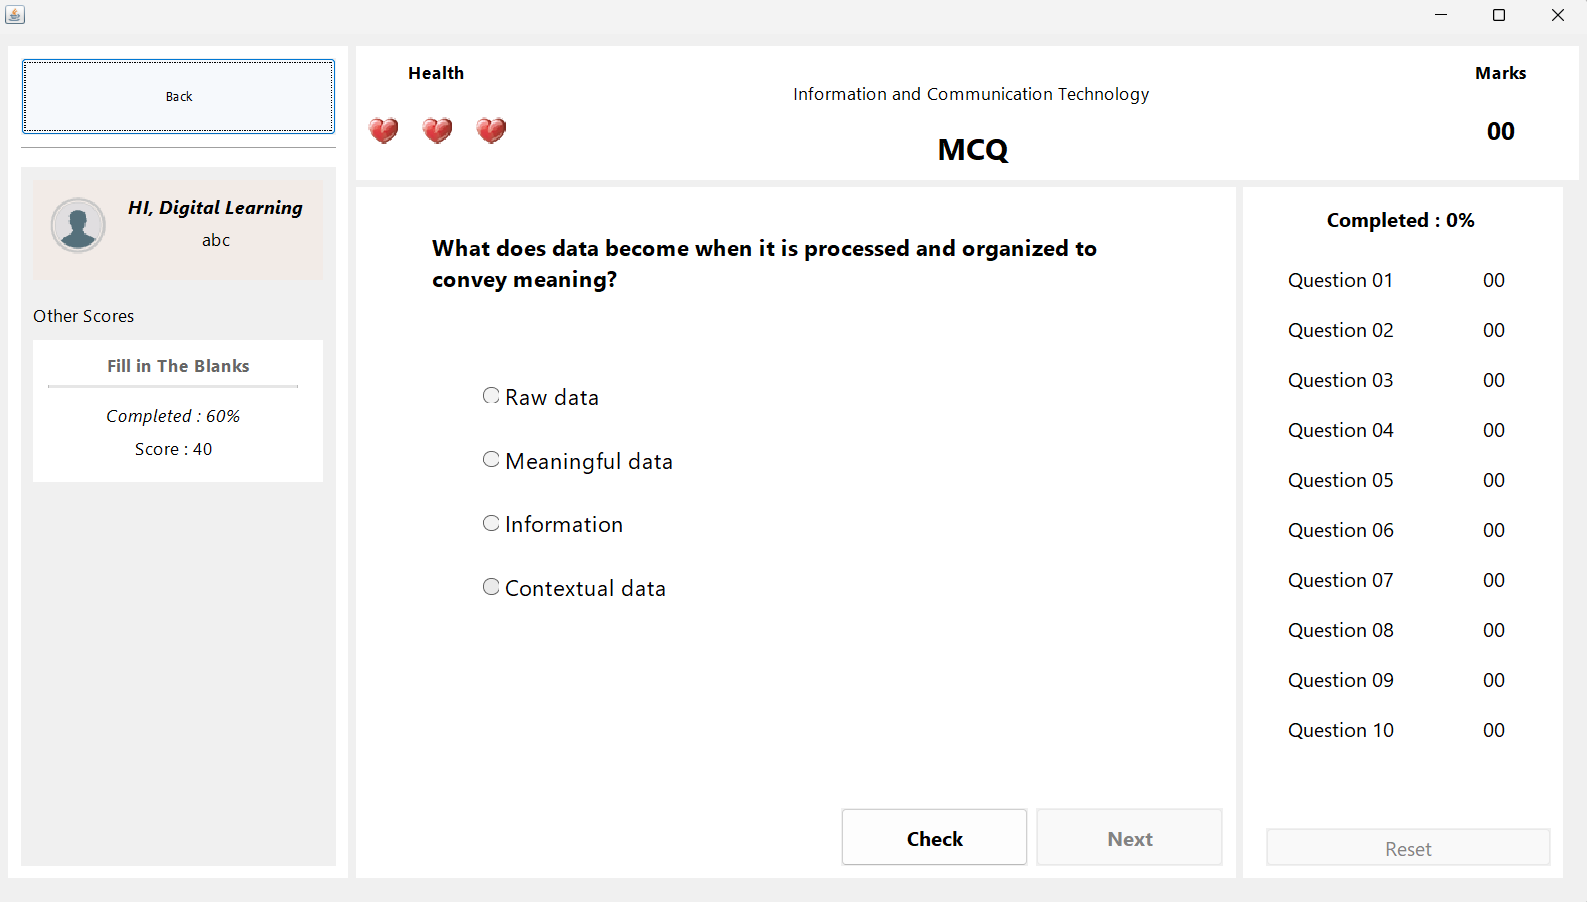 Back
HI, Digital Learning
abc
Other Scores
Fill in The Blanks
Completed : 60%
Score : 40
Health
Information and Communication Technology
MCQ
Marks
00
What does data become when it is processed and organized to
convey meaning?
Raw data
Meaningful data
Information
Contextual data
Check
Next
Completed : 0%
Question 01 00
Question 02 00
Question 03 00
Question 04 00
Question 05 00
Question 06 00
Question 07 00
Question 08 00
Question 09 00
Question 10 00
Reset